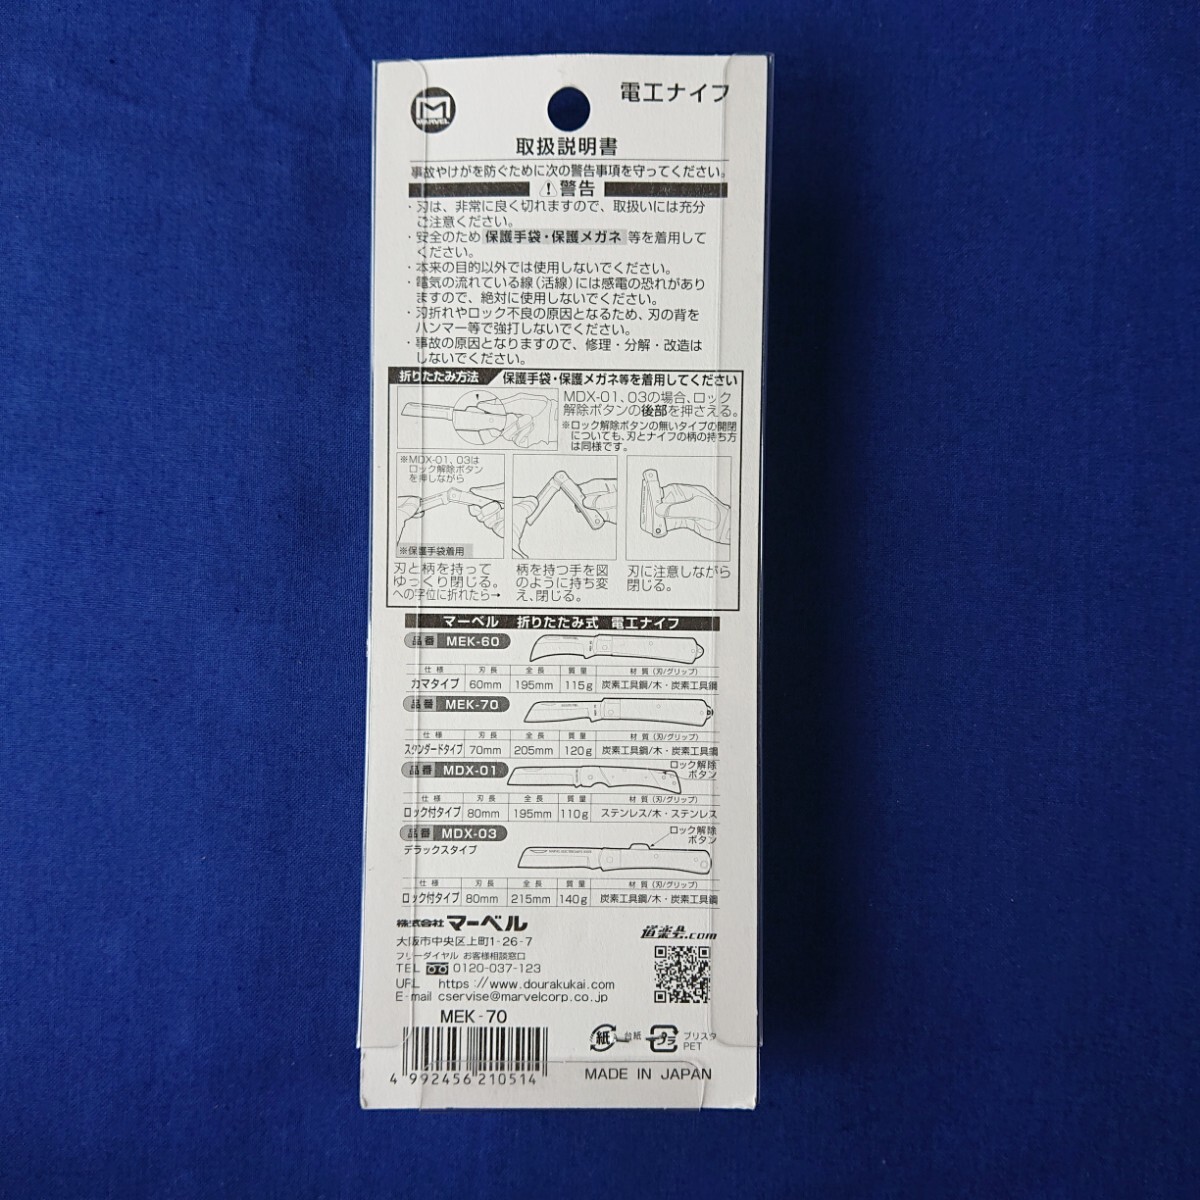 MARVEL
電工ナイフ
取扱説明書
事故やけがを防ぐために次の警告事項を守ってください。
警告
・刃は、非常に良く切れますので、取扱いには充分
ご注意ください。
・安全のため 保護手袋・保護メガネ 等を着用して
ください。
・本来の目的以外では使用しないでください。
・電気の流れている線(活線)には感電の恐れがあり
ますので、絶対に使用しないでください。
・刃折れやロック不良の原因となるため、刃の背を
ハンマー等で強打しないでください。
・事故の原因となりますので、修理・分解・改造は
しないでください。
折りたたみ方法 保護手袋・保護メガネ等を着用してください
MDX-01、03の場合、ロック
解除ボタンの後部を押さえる。
※ロック解除ボタンの無いタイプの開閉
についても、刃とナイフの柄の持ち方
は同様です。
※MDX-01、03は
ロック解除ボタン
を押しながら
※保護手袋着用
刃と柄を持って
ゆっくり閉じる。
への字位に折れたら→
柄を持つ手を図
のように持ち変
え、閉じる。
刃に注意しながら
閉じる。
マーベル 折りたたみ式 電工ナイフ
品番 MEK-60
仕様 刃長 全長 質量 材質(刃/グリップ)
カマタイプ 60mm 195mm 115g 炭素工具鋼/木・炭素工具鋼
品番 MEK-70
仕様 刃長 全長 質量 材質(刃/グリップ)
スタンダードタイプ 70mm 205mm 120g 炭素工具鋼/木・炭素工具鋼
品番 MDX-01
ロック解除
ボタン
仕様 刃長 全長 質量 材質(刃/グリップ)
ロック付タイプ 80mm 195mm 110g ステンレス/木・ステンレス
品番 MDX-03
デラックスタイプ
ロック解除
ボタン
仕様 刃長 全長 質量 材質(刃/グリップ)
ロック付タイプ 80mm 215mm 140g 炭素工具鋼/木・炭素工具鋼
株式会社 マーベル
大阪市中央区上町1-26-7
フリーダイヤル お客様相談窓口
TEL 0120-037-123
URL https://www.dourakukai.com
E-mail cservise@marvelcorp.co.jp
道楽会.com
MEK-70
4 992456 210514
紙 台紙
プラ ブリスタ
PET
MADE IN JAPAN